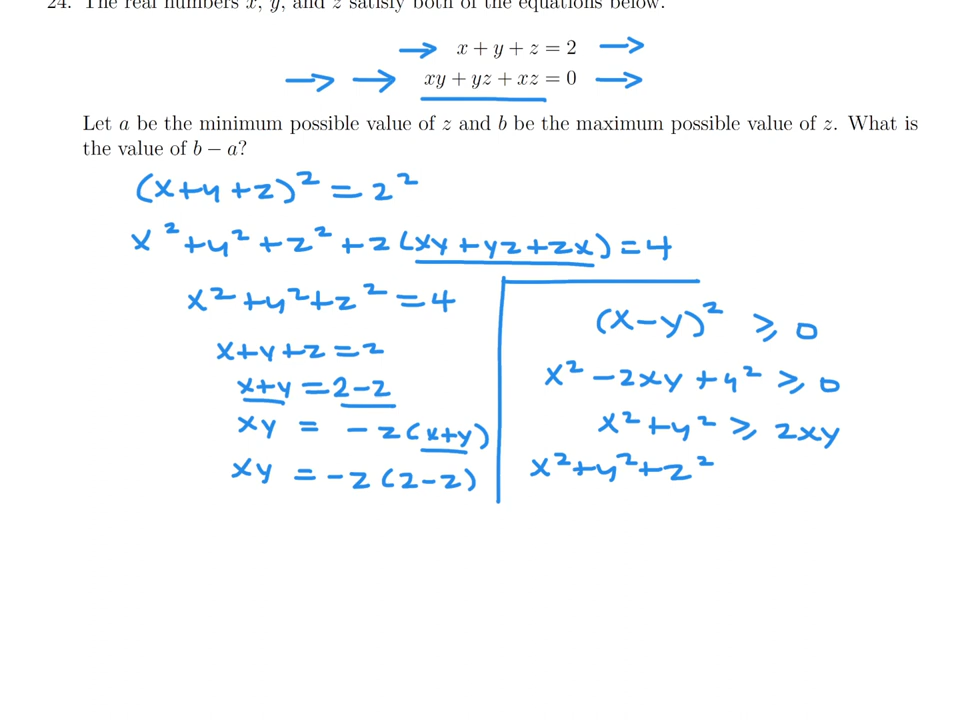 24. The real numbers x, y, and z satisfy both of the equations below.
→ x + y + z = 2 →
→ → xy + yz + xz = 0 →
Let a be the minimum possible value of z and b be the maximum possible value of z. What is
the value of b − a?
(x+y+z)² = 2²
x² + y² + z² + 2(xy + yz + zx) = 4
x² + y² + z² = 4
x+y+z = 2
x+y = 2-z
xy = -z(x+y)
xy = -z(2-z)
(x-y)² ≥ 0
x² - 2xy + y² ≥ 0
x² + y² ≥ 2xy
x² + y² + z²